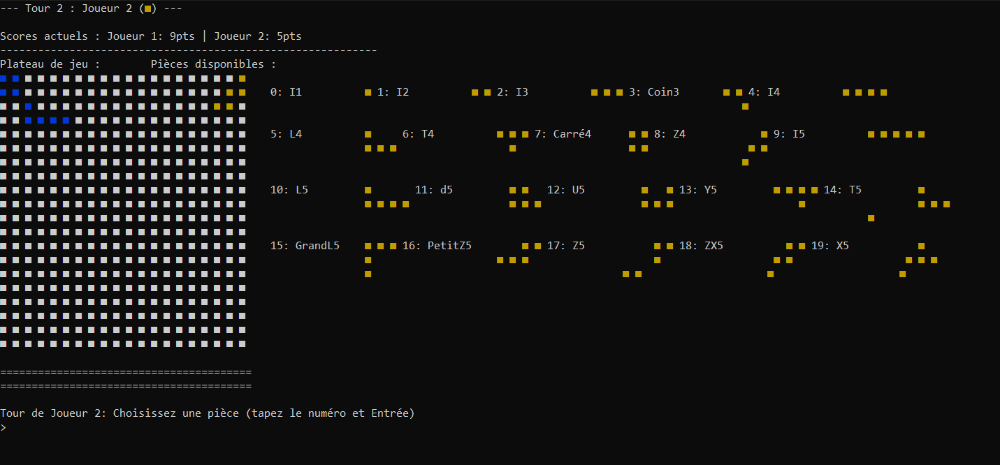 --- Tour 2 : Joueur 2 (■) ---
Scores actuels : Joueur 1: 9pts | Joueur 2: 5pts
------------------------------------------------------------
Plateau de jeu :        Pièces disponibles :
0: I1 1: I2 2: I3 3: Coin3 4: I4
5: L4 6: T4 7: Carré4 8: Z4 9: I5
10: L5 11: d5 12: U5 13: Y5 14: T5
15: GrandL5 16: PetitZ5 17: Z5 18: ZX5 19: X5
========================================
========================================
Tour de Joueur 2: Choisissez une pièce (tapez le numéro et Entrée)
>